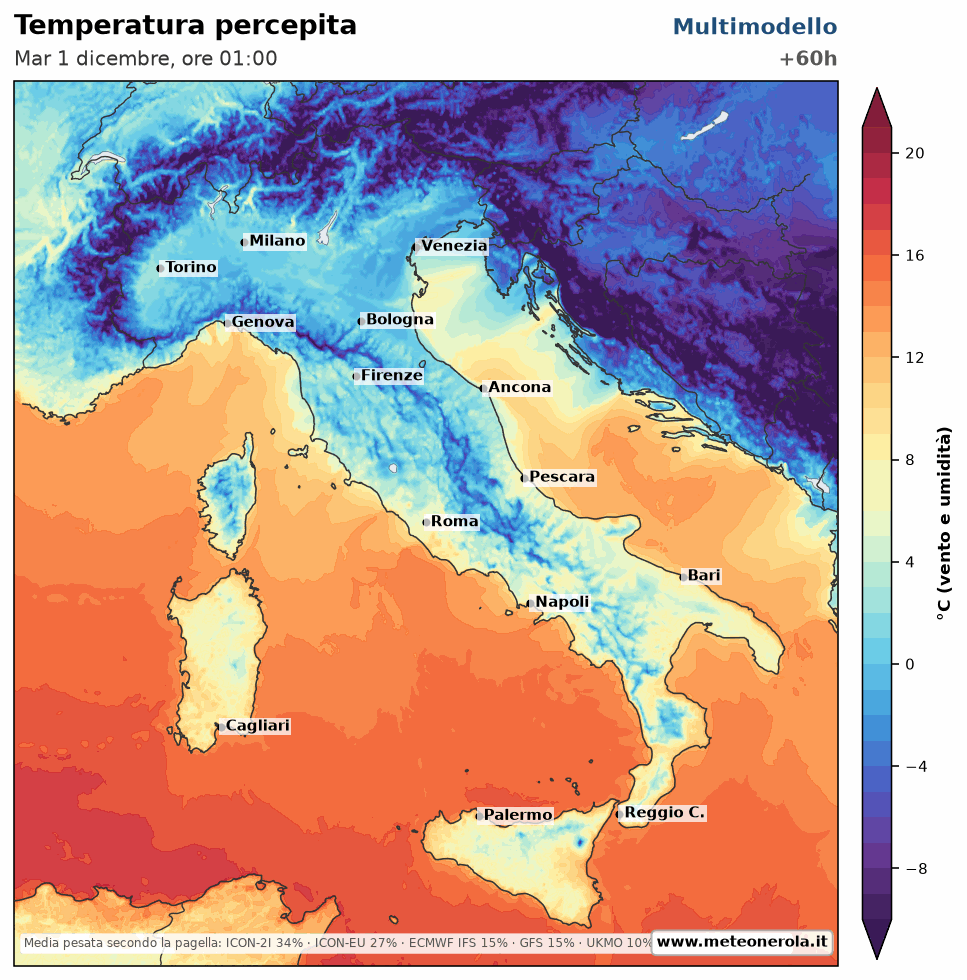 Temperatura percepita
Multimodello
Mar 1 dicembre, ore 01:00
+60h
Milano
Venezia
Torino
Genova
Bologna
Firenze
Ancona
Pescara
Roma
Bari
Napoli
Cagliari
Palermo
Reggio C.
20
16
12
8
4
0
−4
−8
°C (vento e umidità)
Media pesata secondo la pagella: ICON-2I 34% · ICON-EU 27% · ECMWF IFS 15% · GFS 15% · UKMO 10%
www.meteonerola.it